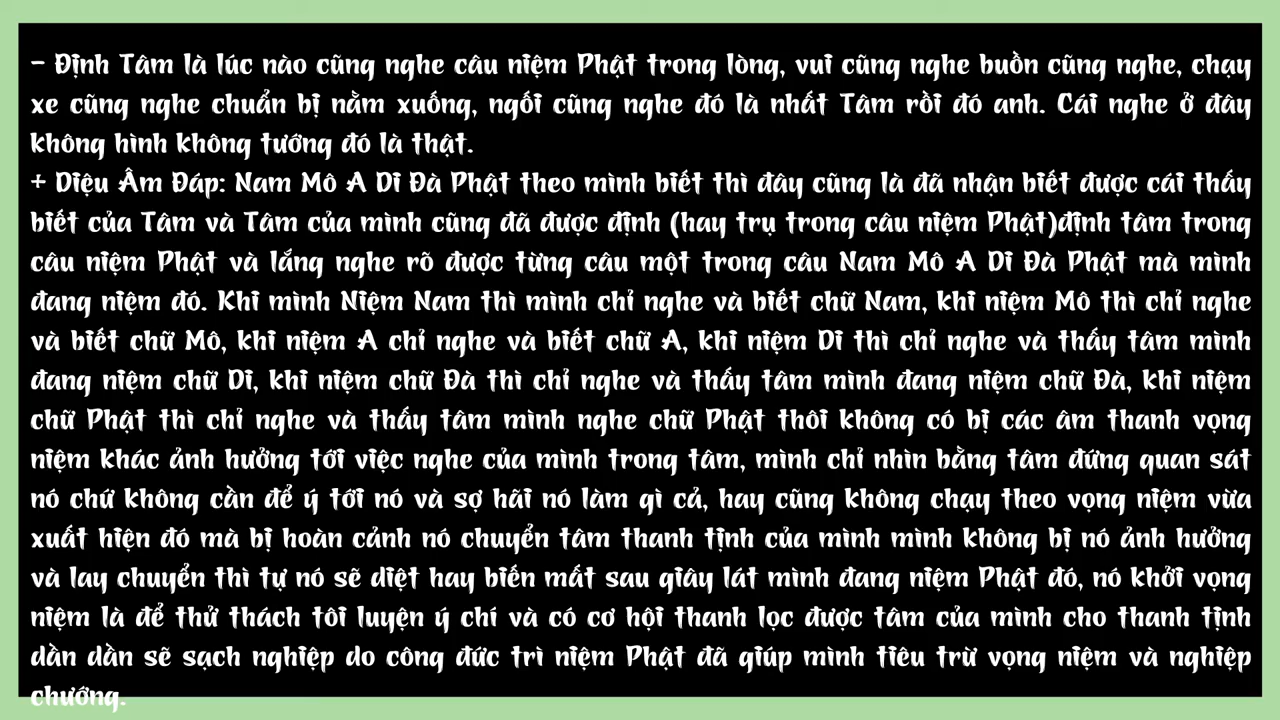 – Định Tâm là lúc nào cũng nghe câu niệm Phật trong lòng, vui cũng nghe buồn cũng nghe, chạy
xe cũng nghe chuẩn bị nằm xuống, ngối cũng nghe đó là nhất Tâm rồi đó anh. Cái nghe ở đây
không hình không tướng đó là thật.
+ Diệu Âm Đáp: Nam Mô A Di Đà Phật theo mình biết thì đây cũng là đã nhận biết được cái thấy
biết của Tâm và Tâm của mình cũng đã được định (hay trụ trong câu niệm Phật)định tâm trong
câu niệm Phật và lắng nghe rõ được từng câu một trong câu Nam Mô A Di Đà Phật mà mình
đang niệm đó. Khi mình Niệm Nam thì mình chỉ nghe và biết chữ Nam, khi niệm Mô thì chỉ nghe
và biết chữ Mô, khi niệm A chỉ nghe và biết chữ A, khi niệm Di thì chỉ nghe và thấy tâm mình
đang niệm chữ Di, khi niệm chữ Đà thì chỉ nghe và thấy tâm mình đang niệm chữ Đà, khi niệm
chữ Phật thì chỉ nghe và thấy tâm mình nghe chữ Phật thôi không có bị các âm thanh vọng
niệm khác ảnh hưởng tới việc nghe của mình trong tâm, mình chỉ nhìn bằng tâm đứng quan sát
nó chứ không cần để ý tới nó và sợ hãi nó làm gì cả, hay cũng không chạy theo vọng niệm vừa
xuất hiện đó mà bị hoàn cảnh nó chuyển tâm thanh tịnh của mình mình không bị nó ảnh hưởng
và lay chuyển thì tự nó sẽ diệt hay biến mất sau giây lát mình đang niệm Phật đó, nó khởi vọng
niệm là để thử thách tôi luyện ý chí và có cơ hội thanh lọc được tâm của mình cho thanh tịnh
dần dần sẽ sạch nghiệp do công đức trì niệm Phật đã giúp mình tiêu trừ vọng niệm và nghiệp
chướng.